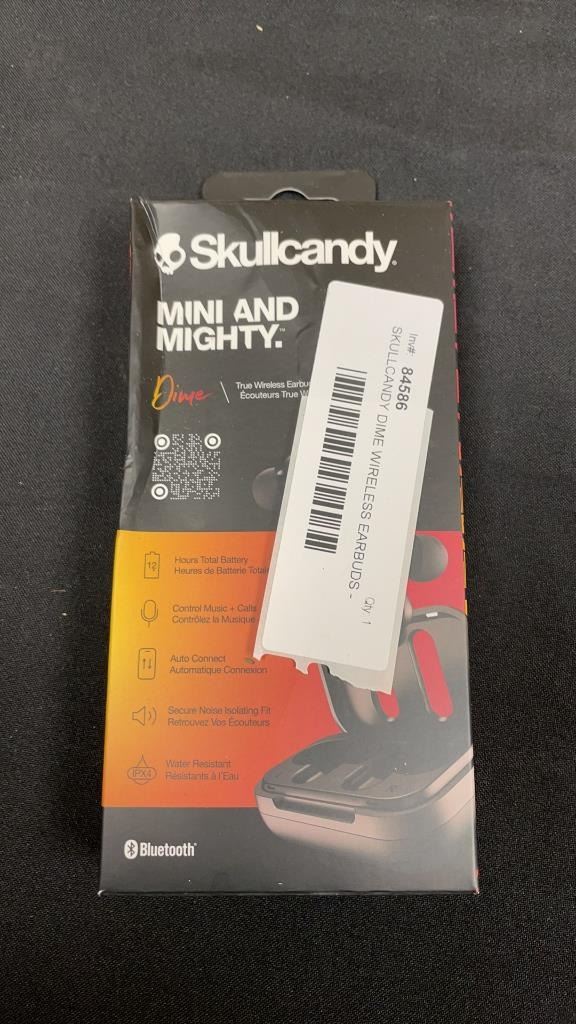 Skullcandy®
MINI AND
MIGHTY.™
Dime
True Wireless
Écouteurs True
12
Hours Total Battery
Heures de Batterie
Control Music + Calls
Contrôlez la Musique
Auto Connect
Automatique Connexion
Secure Noise Isolating Fit
Retrouvez Vos Écouteurs
IPX4
Water Resistant
Résistants à l'Eau
Bluetooth®
Inv#: 84586
SKULLCANDY DIME WIRELESS EARBUDS -
Qty: 1